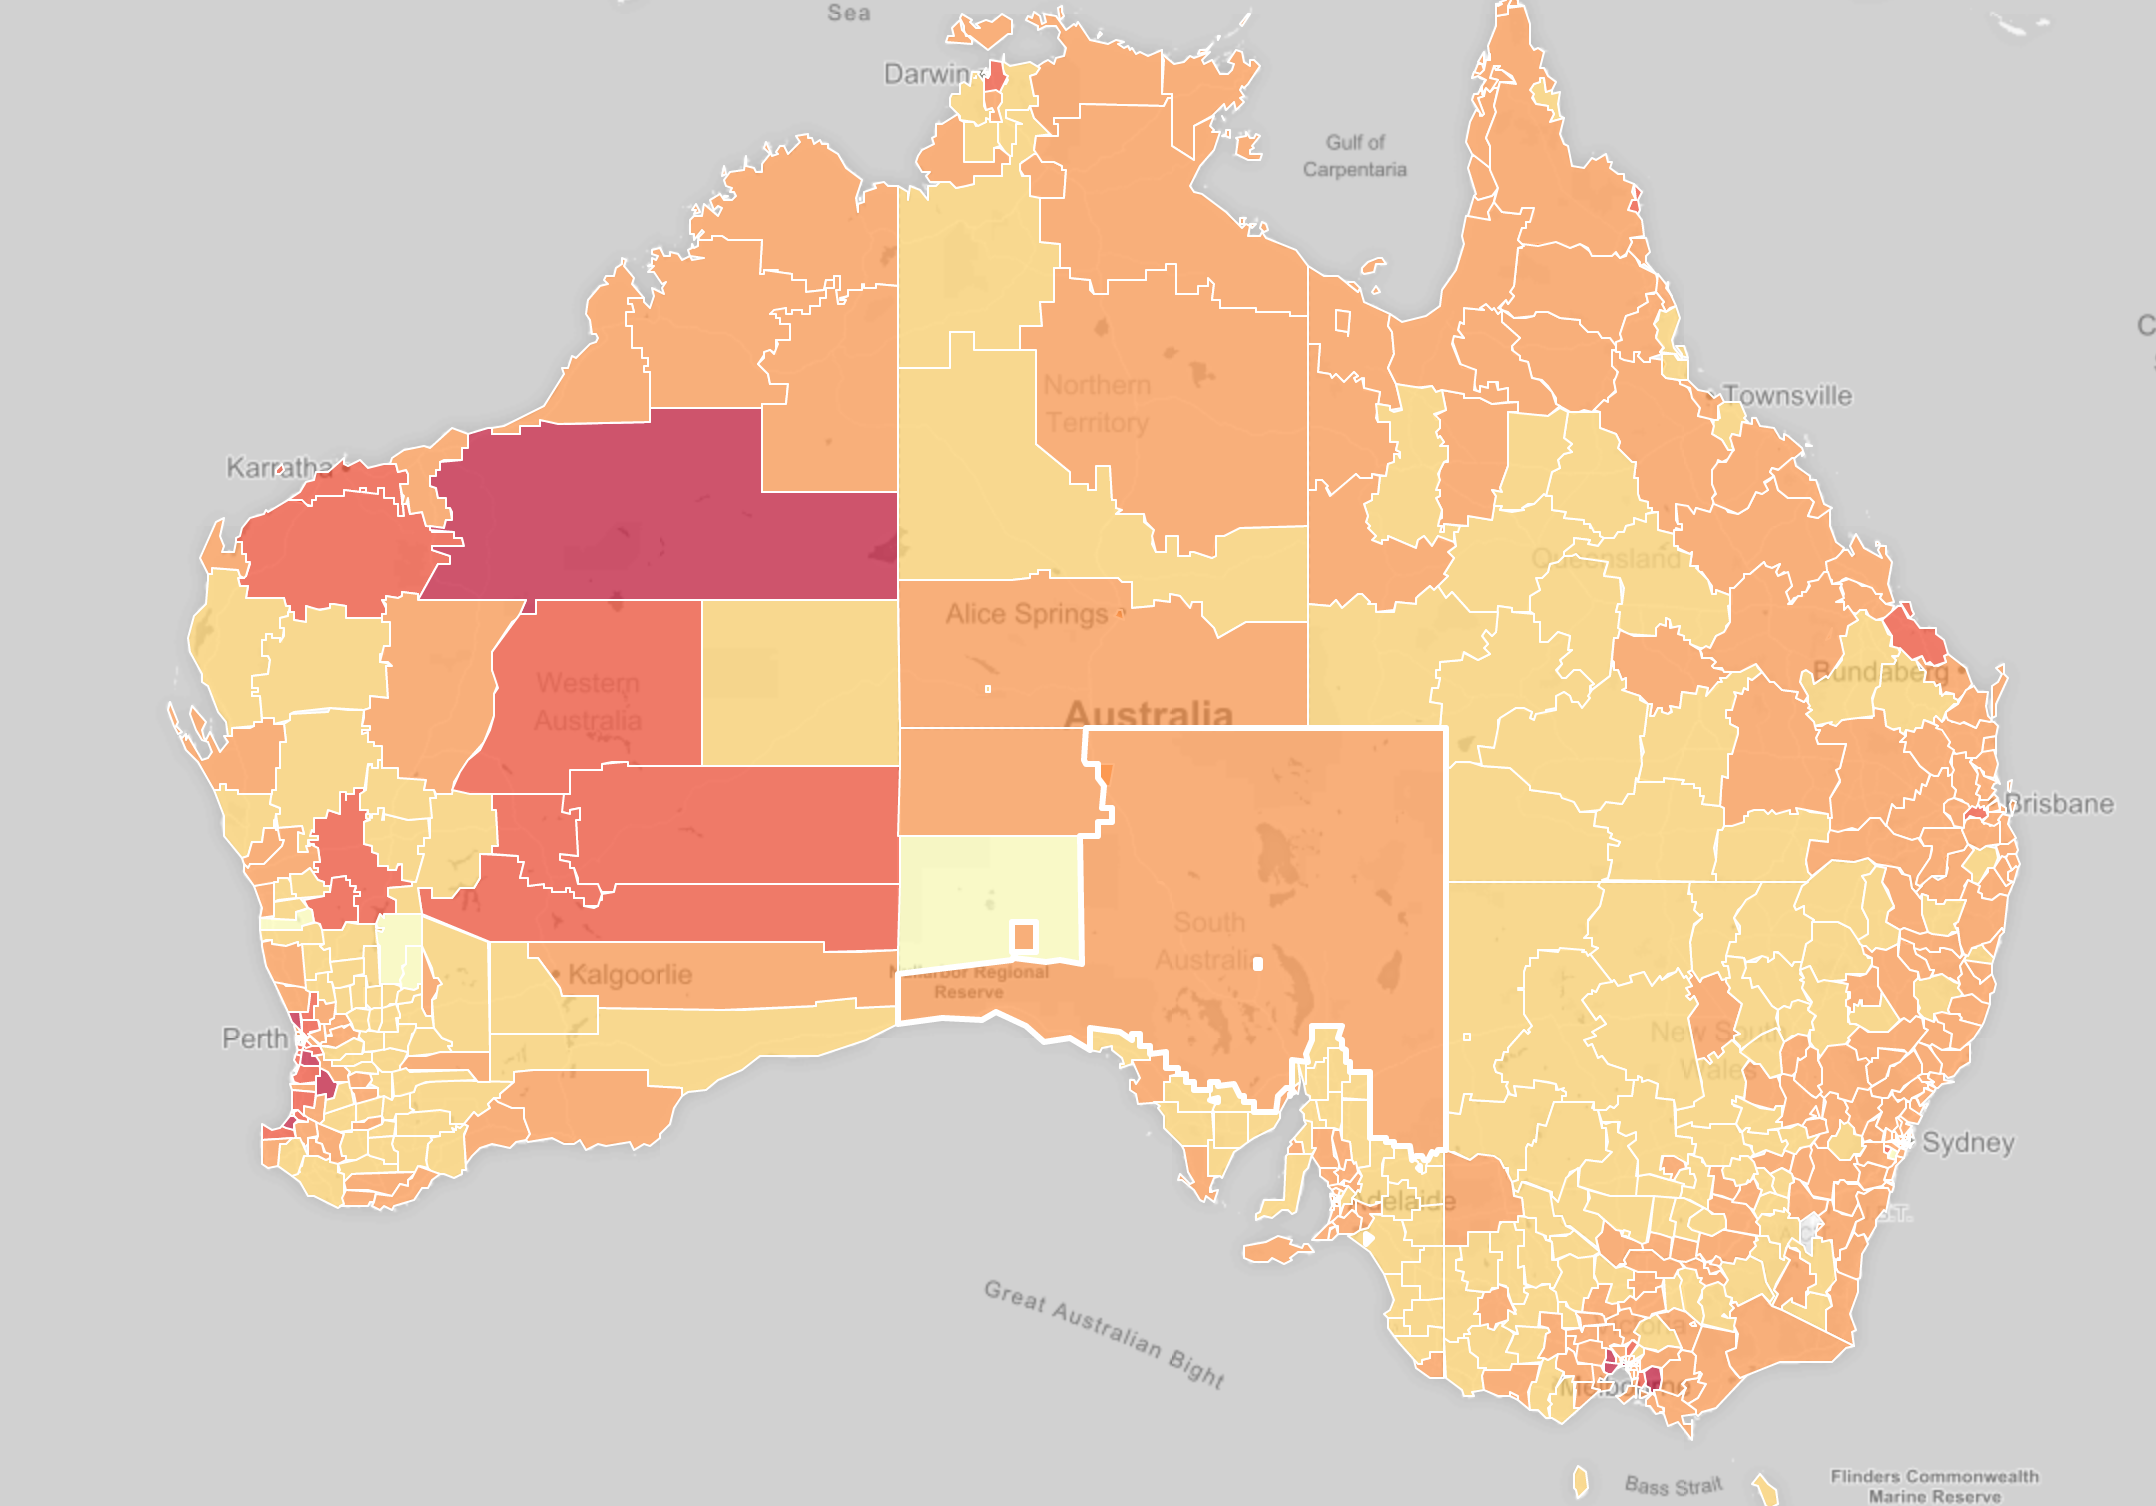 Sea
Darwin
Gulf of
Carpentaria
Northern
Territory
Townsville
Karratha
Queensland
Alice Springs
Western
Australia
Australia
Bundaberg
Brisbane
South
Australia
Kalgoorlie
Nullarbor Regional
Reserve
Perth
New South
Wales
Sydney
Adelaide
A.C.T.
Victoria
Melbourne
Great Australian Bight
Bass Strait
Flinders Commonwealth
Marine Reserve